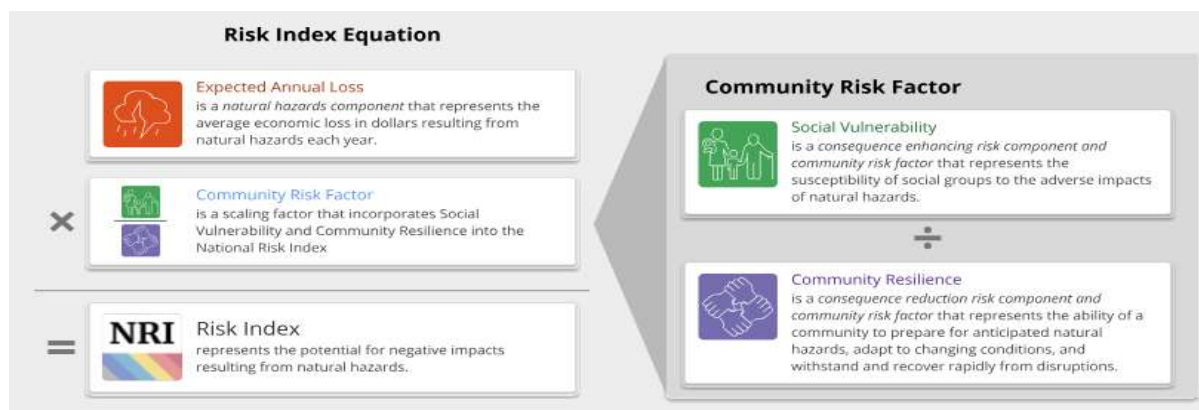 Risk Index Equation
Expected Annual Loss
is a natural hazards component that represents the
average economic loss in dollars resulting from
natural hazards each year.
×
Community Risk Factor
is a scaling factor that incorporates Social
Vulnerability and Community Resilience into the
National Risk Index
=
NRI
Risk Index
represents the potential for negative impacts
resulting from natural hazards.
Community Risk Factor
Social Vulnerability
is a consequence enhancing risk component and
community risk factor that represents the
susceptibility of social groups to the adverse impacts
of natural hazards.
÷
Community Resilience
is a consequence reduction risk component and
community risk factor that represents the ability of a
community to prepare for anticipated natural
hazards, adapt to changing conditions, and
withstand and recover rapidly from disruptions.